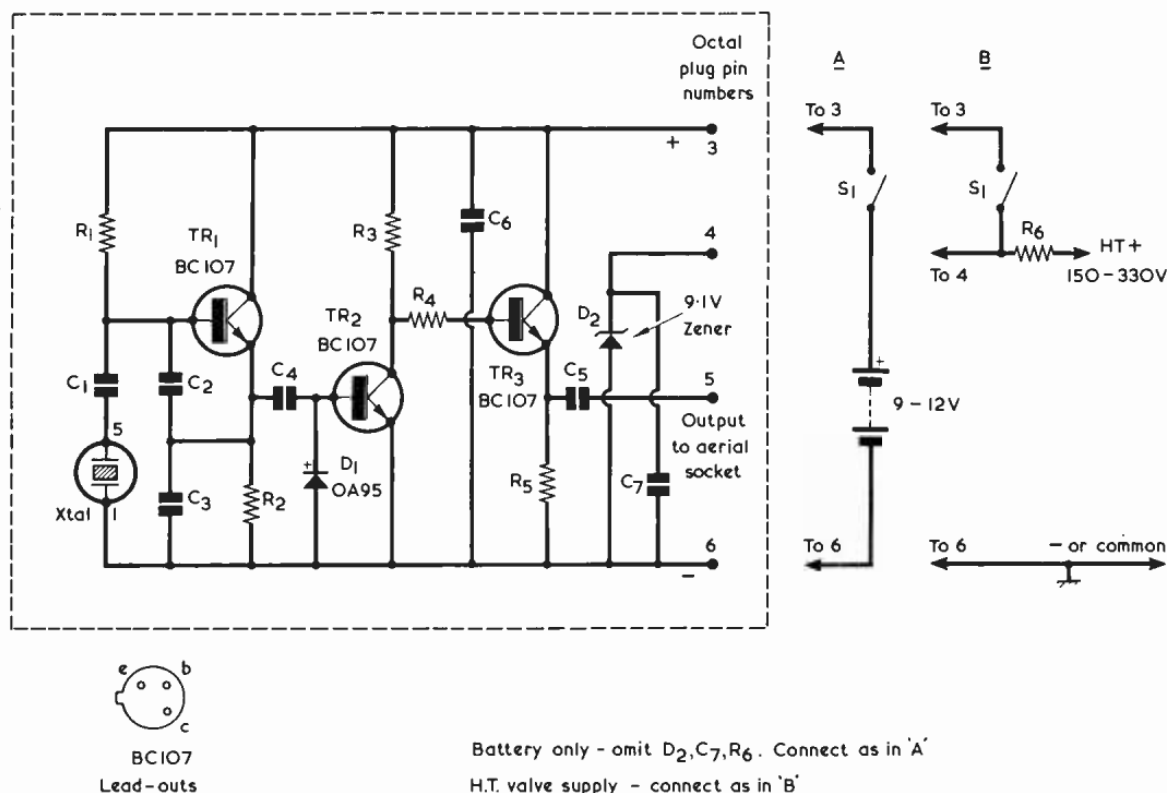 Octal
plug pin
numbers
A
B
To 3
To 3
+
3
S1
S1
R1
TR1
BC107
R3
C6
4
R6
HT+
150-330V
To 4
TR2
BC107
R4
D2
9·1V
Zener
C1
C2
C4
TR3
BC107
C5
5
+
9-12V
Output
to aerial
socket
5
Xtal
1
C3
R2
+
D1
OA95
R5
C7
6
-
To 6
To 6
- or common
e
b
c
BC107
Lead-outs
Battery only - omit D2,C7,R6. Connect as in 'A'
H.T. valve supply - connect as in 'B'